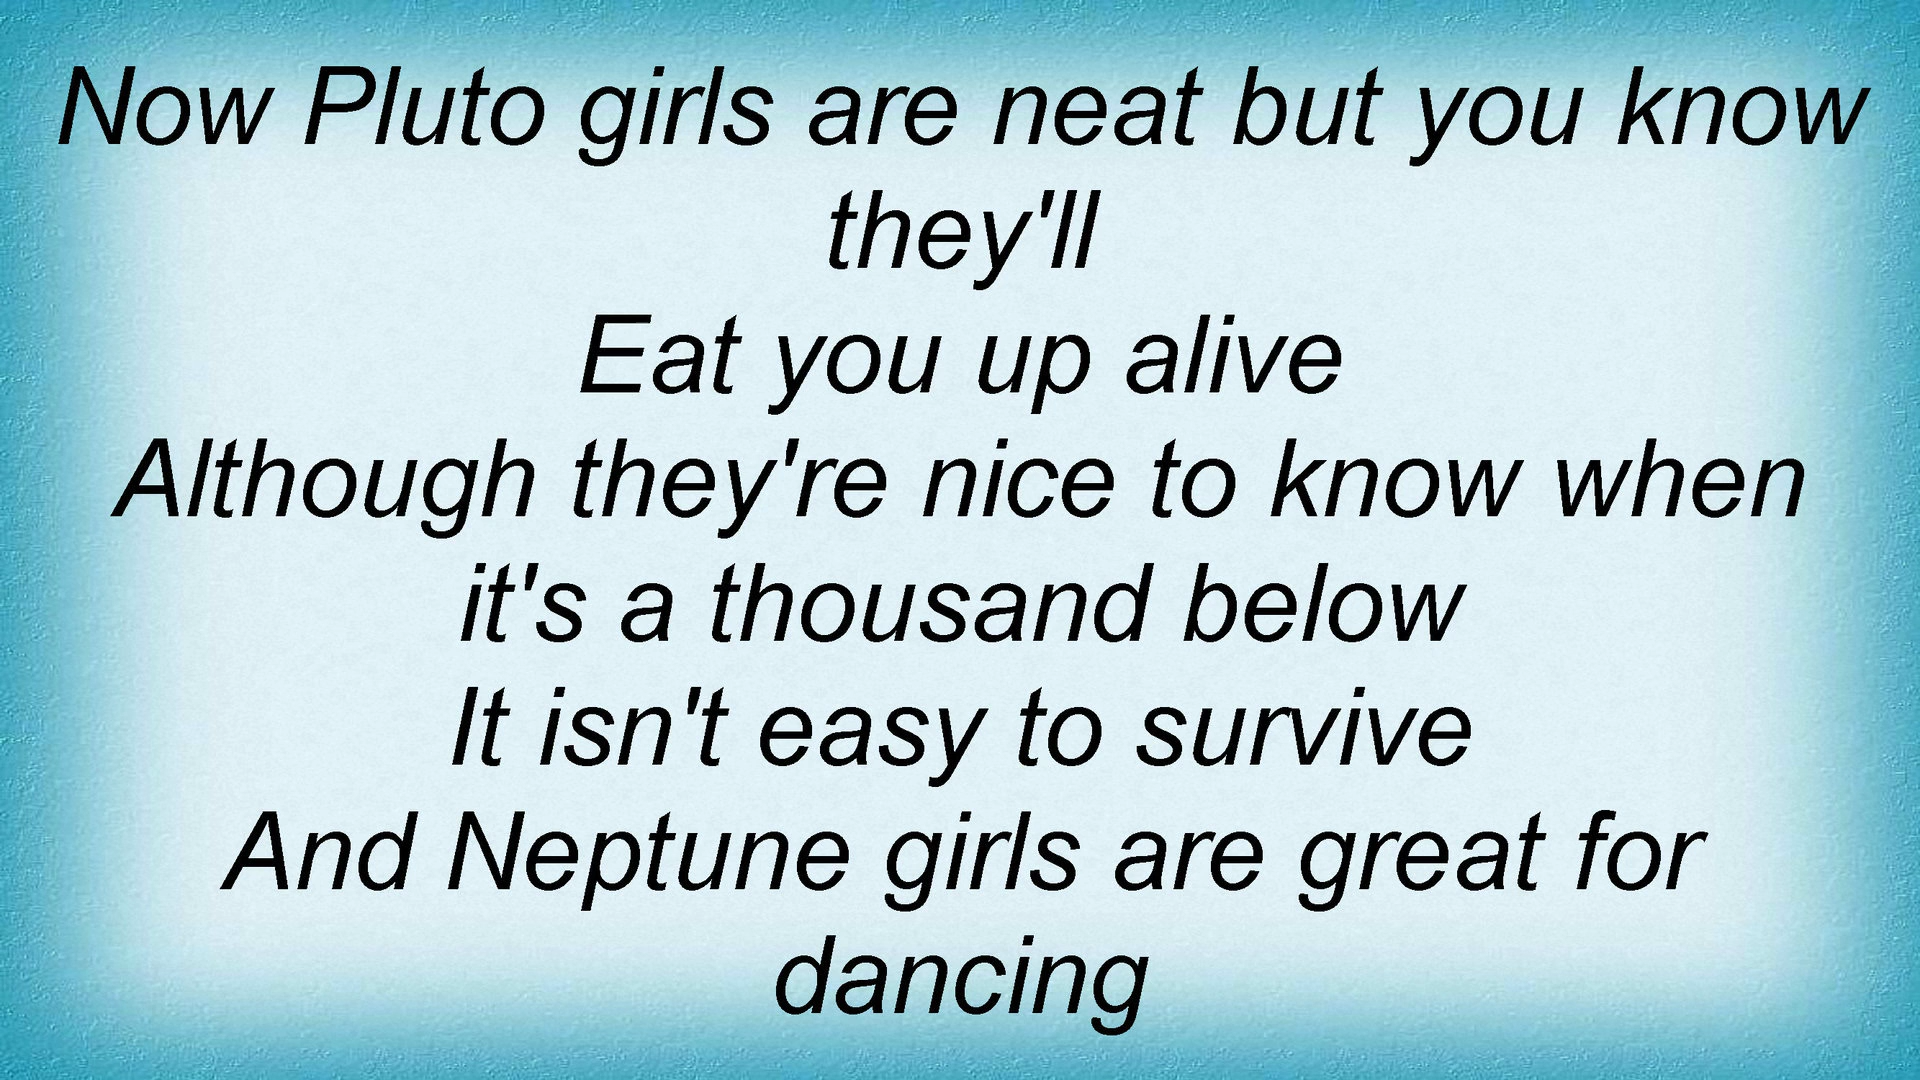 Now Pluto girls are neat but you know
they'll
Eat you up alive
Although they're nice to know when
it's a thousand below
It isn't easy to survive
And Neptune girls are great for
dancing